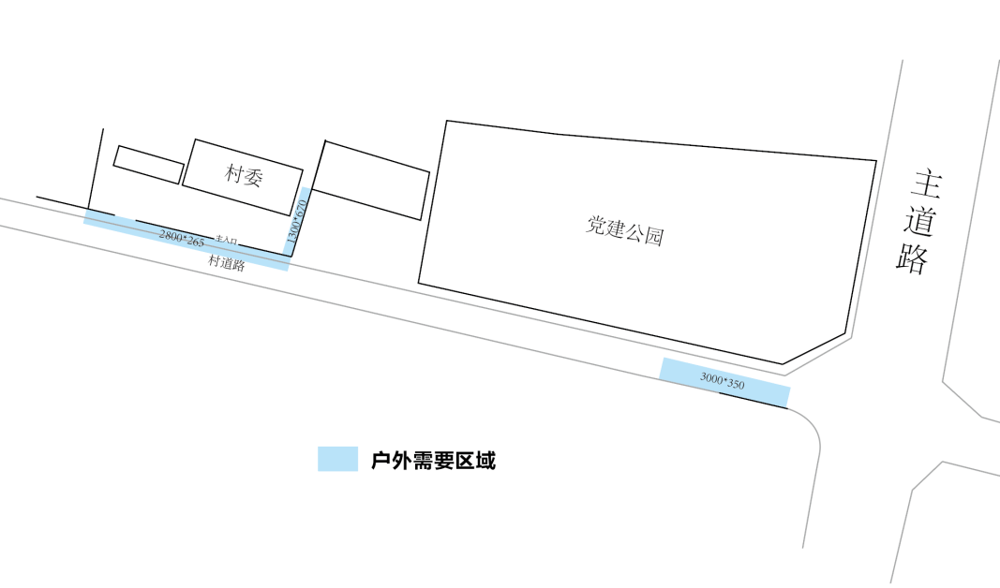 村委
党建公园
主道路
1300*670
2800*265
主入口
村道路
3000*350
户外需要区域